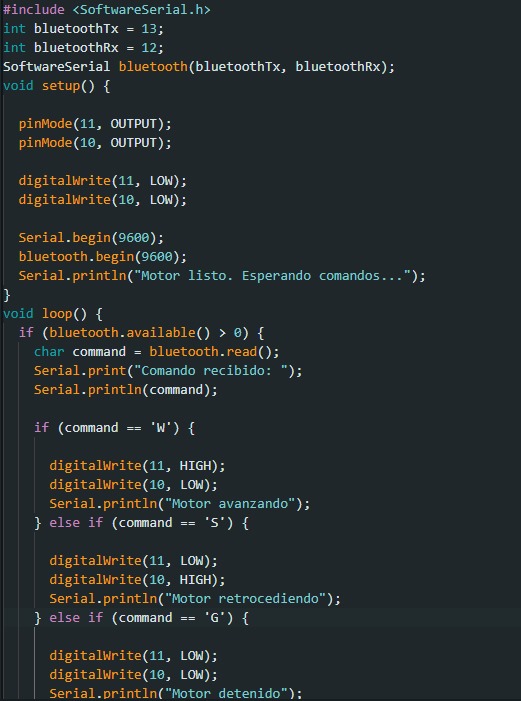 #include <SoftwareSerial.h>
int bluetoothTx = 13;
int bluetoothRx = 12;
SoftwareSerial bluetooth(bluetoothTx, bluetoothRx);
void setup() {
pinMode(11, OUTPUT);
pinMode(10, OUTPUT);
digitalWrite(11, LOW);
digitalWrite(10, LOW);
Serial.begin(9600);
bluetooth.begin(9600);
Serial.println("Motor listo. Esperando comandos...");
}
void loop() {
if (bluetooth.available() > 0) {
char command = bluetooth.read();
Serial.print("Comando recibido: ");
Serial.println(command);
if (command == 'W') {
digitalWrite(11, HIGH);
digitalWrite(10, LOW);
Serial.println("Motor avanzando");
} else if (command == 'S') {
digitalWrite(11, LOW);
digitalWrite(10, HIGH);
Serial.println("Motor retrocediendo");
} else if (command == 'G') {
digitalWrite(11, LOW);
digitalWrite(10, LOW);
Serial.println("Motor detenido");